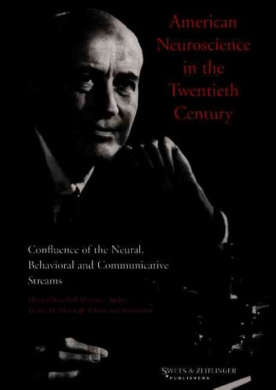 American
Neuroscience
in the
Twentieth
Century
Confluence of the Neural,
Behavioral and Communicative
Streams
SWETS & ZEITLINGER
PUBLISHERS